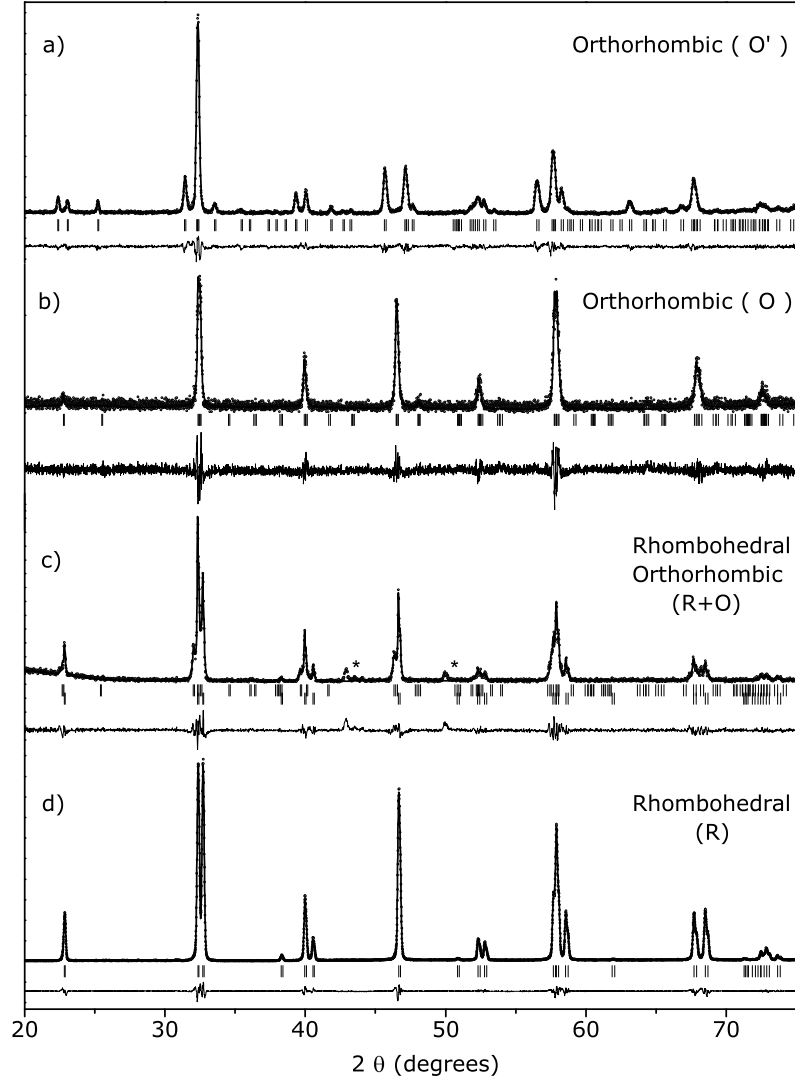 a)
Orthorhombic ( O' )
b)
Orthorhombic ( O )
c)
Rhombohedral
Orthorhombic
(R+O)
* *
d)
Rhombohedral
(R)
20 30 40 50 60 70
2 θ (degrees)